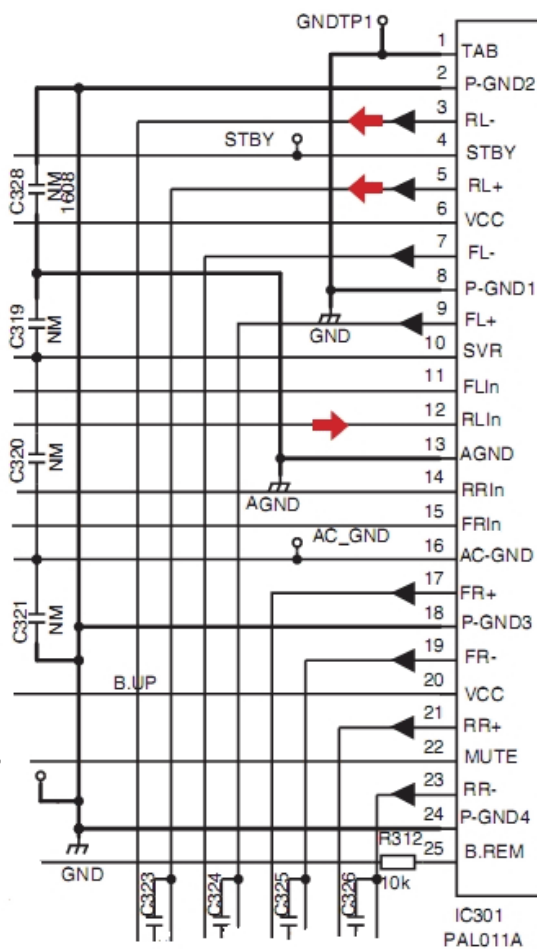 GNDTP1
1 TAB
2 P-GND2
3 RL-
STBY 4 STBY
5 RL+
C328 NM 1608
6 VCC
7 FL-
8 P-GND1
9 FL+
C319 NM
GND
10 SVR
11 FLIn
12 RLIn
13 AGND
C320 NM
14 RRIn
AGND
15 FRIn
AC_GND
16 AC-GND
17 FR+
18 P-GND3
C321 NM
19 FR-
B.UP
20 VCC
21 RR+
22 MUTE
23 RR-
24 P-GND4
R312
25 B.REM
GND
10k
C323 C324 C325 C326
IC301
PAL011A